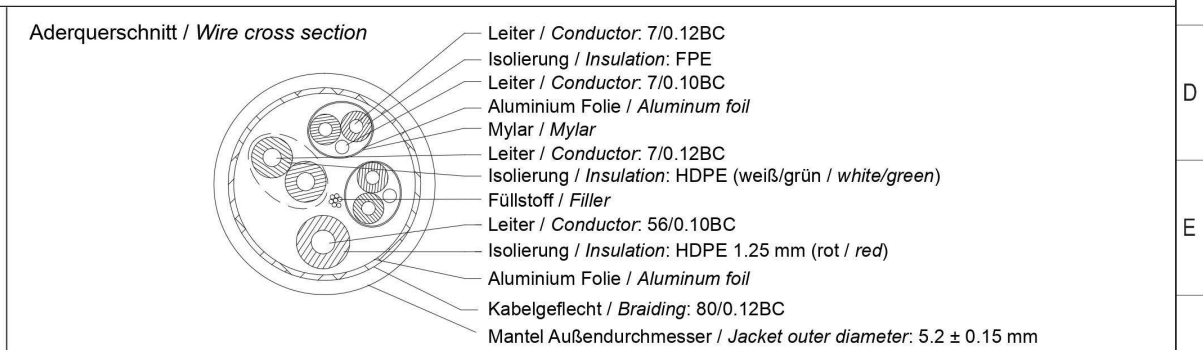 Aderquerschnitt / Wire cross section
Leiter / Conductor: 7/0.12BC
Isolierung / Insulation: FPE
Leiter / Conductor: 7/0.10BC
Aluminium Folie / Aluminum foil
Mylar / Mylar
Leiter / Conductor: 7/0.12BC
Isolierung / Insulation: HDPE (weiß/grün / white/green)
Füllstoff / Filler
Leiter / Conductor: 56/0.10BC
Isolierung / Insulation: HDPE 1.25 mm (rot / red)
Aluminium Folie / Aluminum foil
Kabelgeflecht / Braiding: 80/0.12BC
Mantel Außendurchmesser / Jacket outer diameter: 5.2 ± 0.15 mm
D
E